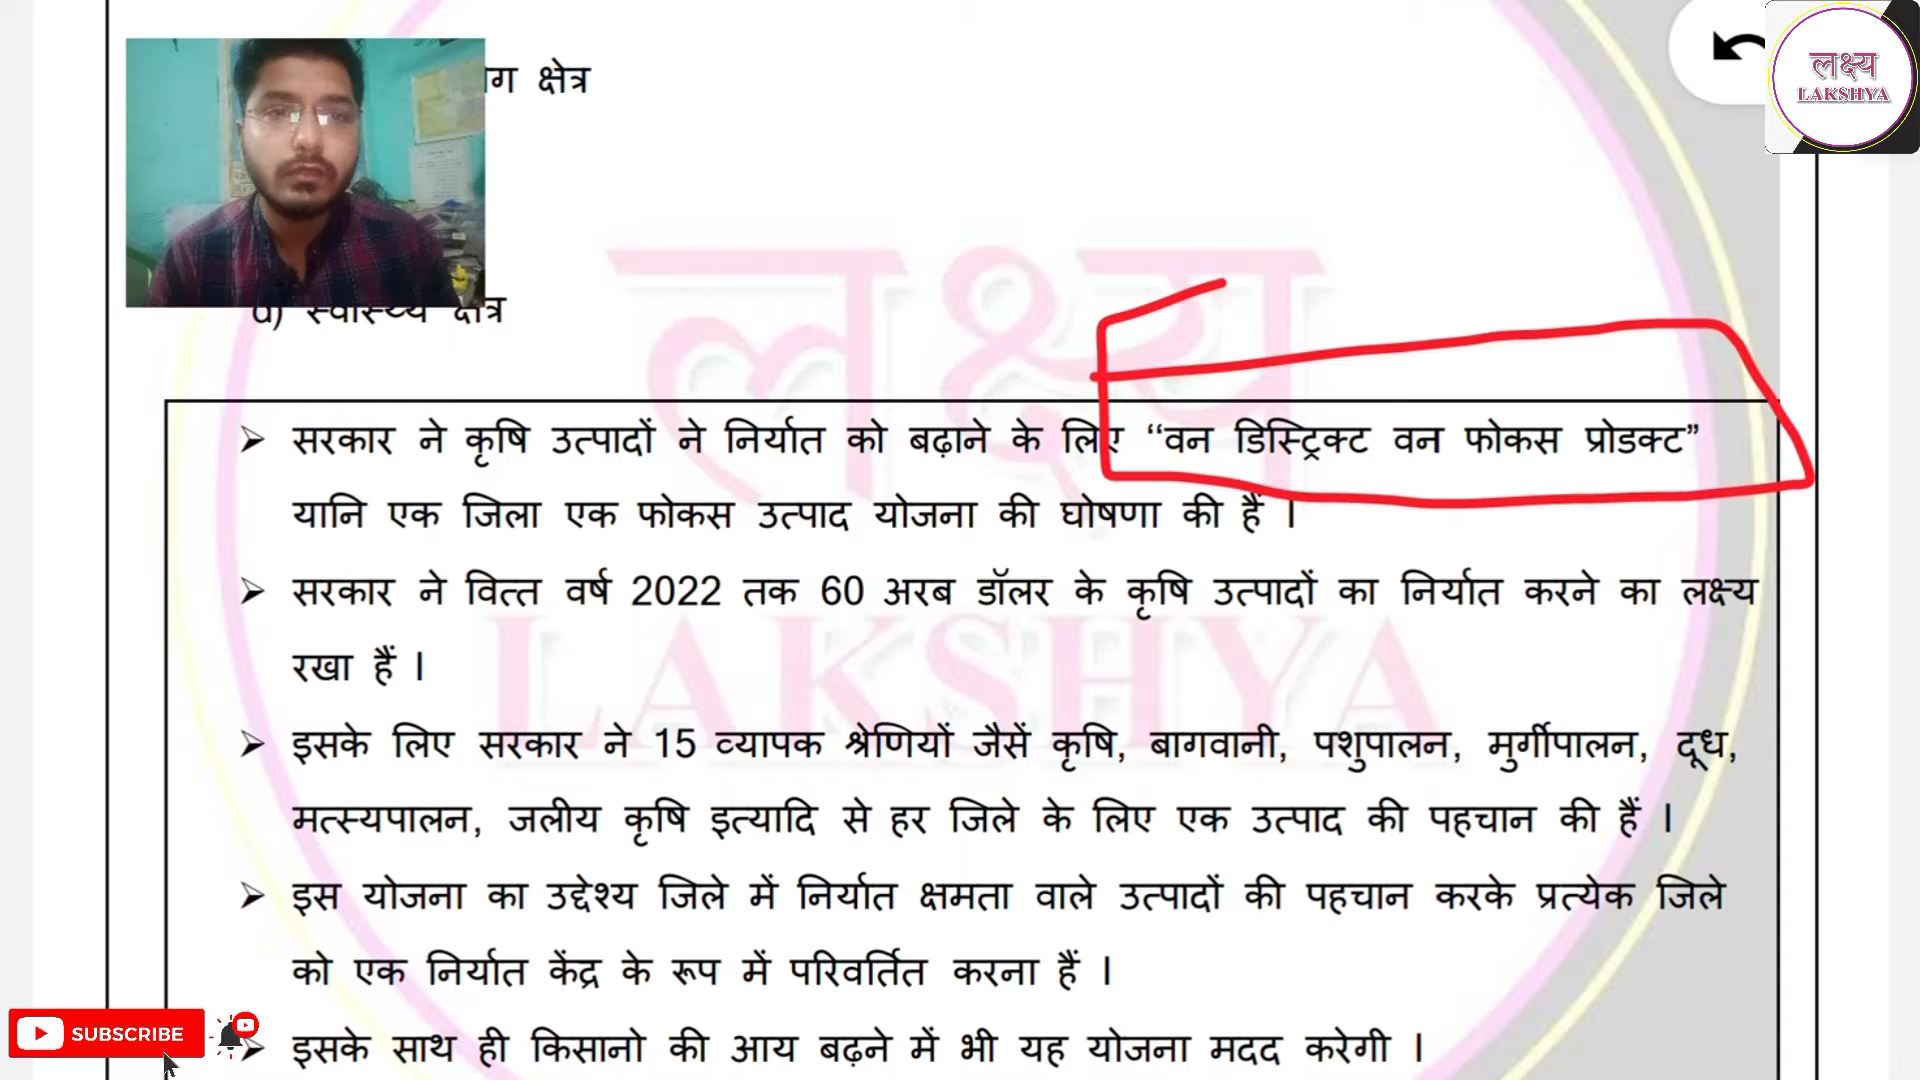 लक्ष्य
LAKSHYA
ग क्षेत्र
d) स्वास्थ्य क्षेत्र
लक्ष्य
LAKSHYA
➢ सरकार ने कृषि उत्पादों ने निर्यात को बढ़ाने के लिए “वन डिस्ट्रिक्ट वन फोकस प्रोडक्ट”
यानि एक जिला एक फोकस उत्पाद योजना की घोषणा की हैं ।
➢ सरकार ने वित्त वर्ष 2022 तक 60 अरब डॉलर के कृषि उत्पादों का निर्यात करने का लक्ष्य
रखा हैं ।
➢ इसके लिए सरकार ने 15 व्यापक श्रेणियों जैसें कृषि, बागवानी, पशुपालन, मुर्गीपालन, दूध,
मत्स्यपालन, जलीय कृषि इत्यादि से हर जिले के लिए एक उत्पाद की पहचान की हैं ।
➢ इस योजना का उद्देश्य जिले में निर्यात क्षमता वाले उत्पादों की पहचान करके प्रत्येक जिले
को एक निर्यात केंद्र के रूप में परिवर्तित करना हैं ।
➢ इसके साथ ही किसानो की आय बढ़ने में भी यह योजना मदद करेगी ।
SUBSCRIBE